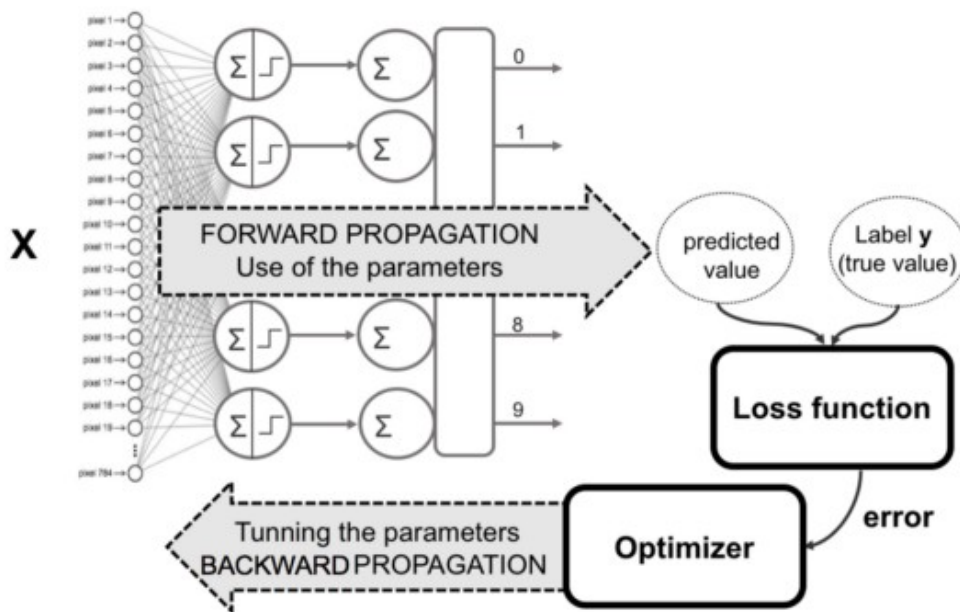 pixel 1
pixel 2
pixel 3
pixel 4
pixel 5
pixel 6
pixel 7
pixel 8
pixel 9
pixel 10
pixel 11
pixel 12
pixel 13
pixel 14
pixel 15
pixel 16
pixel 17
pixel 18
pixel 19
...
pixel 784
X
Σ
Σ
0
Σ
Σ
1
FORWARD PROPAGATION
Use of the parameters
Σ
Σ
8
Σ
Σ
9
predicted
value
Label y
(true value)
Loss function
error
Optimizer
Tunning the parameters
BACKWARD PROPAGATION